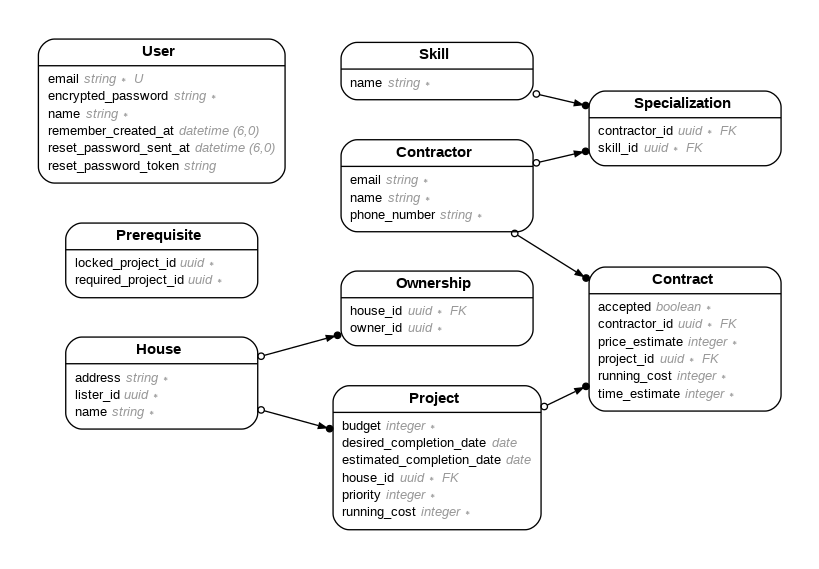 User
email string ∗ U
encrypted_password string ∗
name string ∗
remember_created_at datetime (6,0)
reset_password_sent_at datetime (6,0)
reset_password_token string
Skill
name string ∗
Specialization
contractor_id uuid ∗ FK
skill_id uuid ∗ FK
Contractor
email string ∗
name string ∗
phone_number string ∗
Prerequisite
locked_project_id uuid ∗
required_project_id uuid ∗
Ownership
house_id uuid ∗ FK
owner_id uuid ∗
Contract
accepted boolean ∗
contractor_id uuid ∗ FK
price_estimate integer ∗
project_id uuid ∗ FK
running_cost integer ∗
time_estimate integer ∗
House
address string ∗
lister_id uuid ∗
name string ∗
Project
budget integer ∗
desired_completion_date date
estimated_completion_date date
house_id uuid ∗ FK
priority integer ∗
running_cost integer ∗